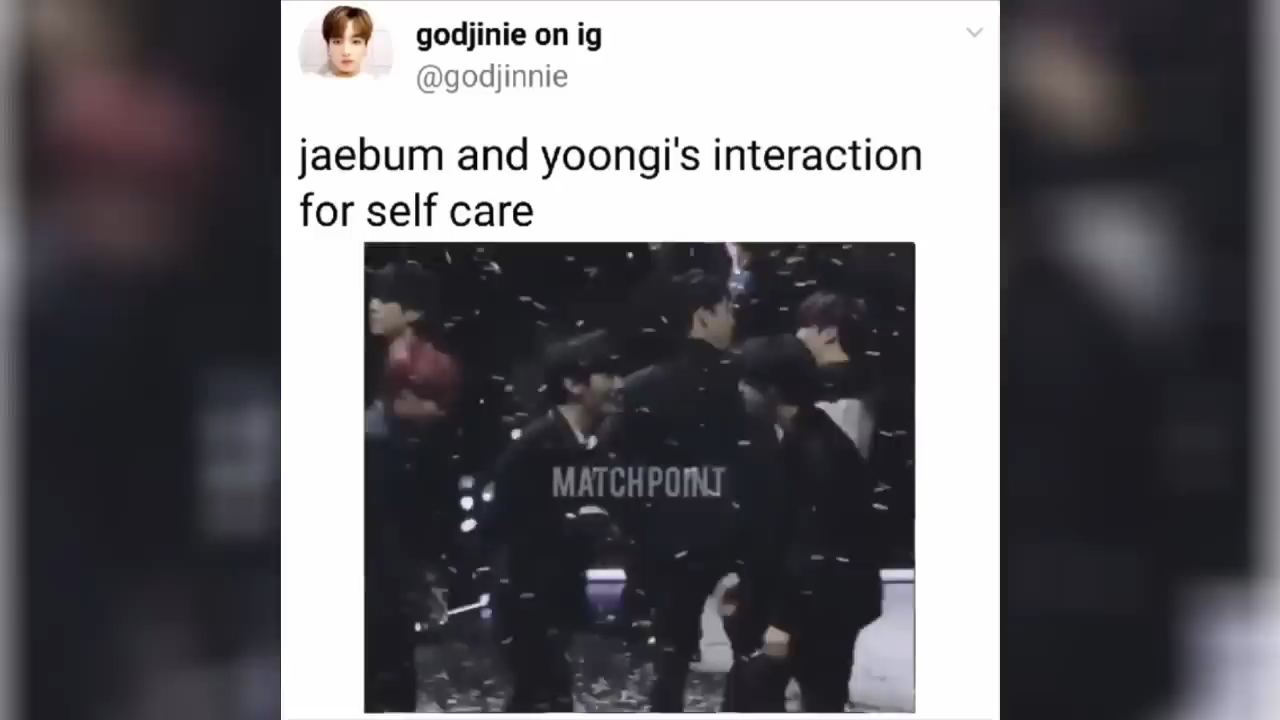 godjinie on ig
@godjinnie
jaebum and yoongi's interaction
for self care
MATCHPOINT